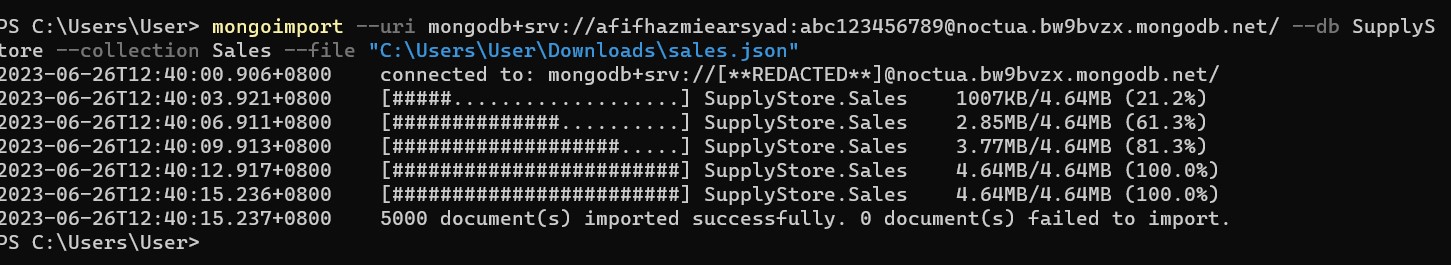 PS C:\Users\User> mongoimport --uri mongodb+srv://afifhazmiearsyad:abc123456789@noctua.bw9bvzx.mongodb.net/ --db SupplyS
tore --collection Sales --file "C:\Users\User\Downloads\sales.json"
2023-06-26T12:40:00.906+0800    connected to: mongodb+srv://[**REDACTED**]@noctua.bw9bvzx.mongodb.net/
2023-06-26T12:40:03.921+0800    [#####...................] SupplyStore.Sales    1007KB/4.64MB (21.2%)
2023-06-26T12:40:06.911+0800    [##############..........] SupplyStore.Sales    2.85MB/4.64MB (61.3%)
2023-06-26T12:40:09.913+0800    [###################.....] SupplyStore.Sales    3.77MB/4.64MB (81.3%)
2023-06-26T12:40:12.917+0800    [########################] SupplyStore.Sales    4.64MB/4.64MB (100.0%)
2023-06-26T12:40:15.236+0800    [########################] SupplyStore.Sales    4.64MB/4.64MB (100.0%)
2023-06-26T12:40:15.237+0800    5000 document(s) imported successfully. 0 document(s) failed to import.
PS C:\Users\User>